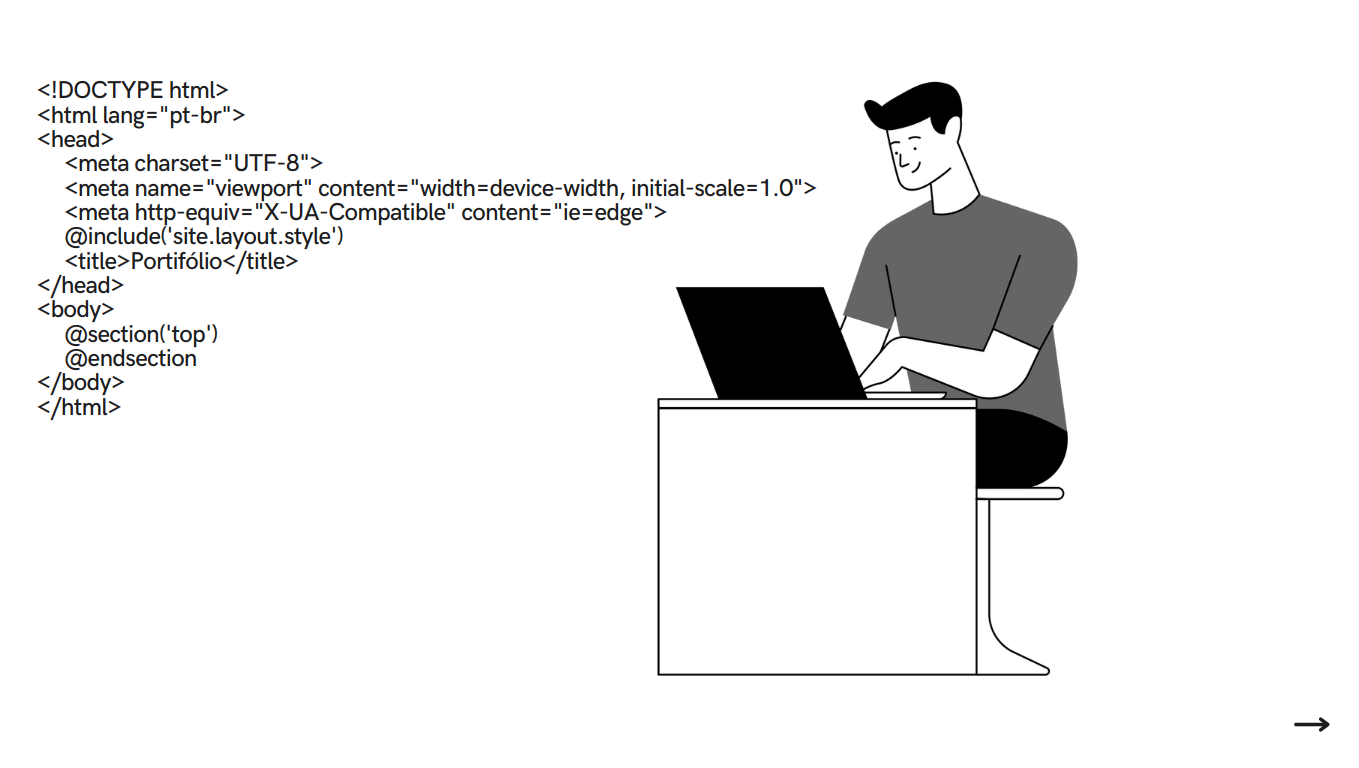 <!DOCTYPE html>
<html lang="pt-br">
<head>
    <meta charset="UTF-8">
    <meta name="viewport" content="width=device-width, initial-scale=1.0">
    <meta http-equiv="X-UA-Compatible" content="ie=edge">
    @include('site.layout.style')
    <title>Portifólio</title>
</head>
<body>
    @section('top')
    @endsection
</body>
</html>